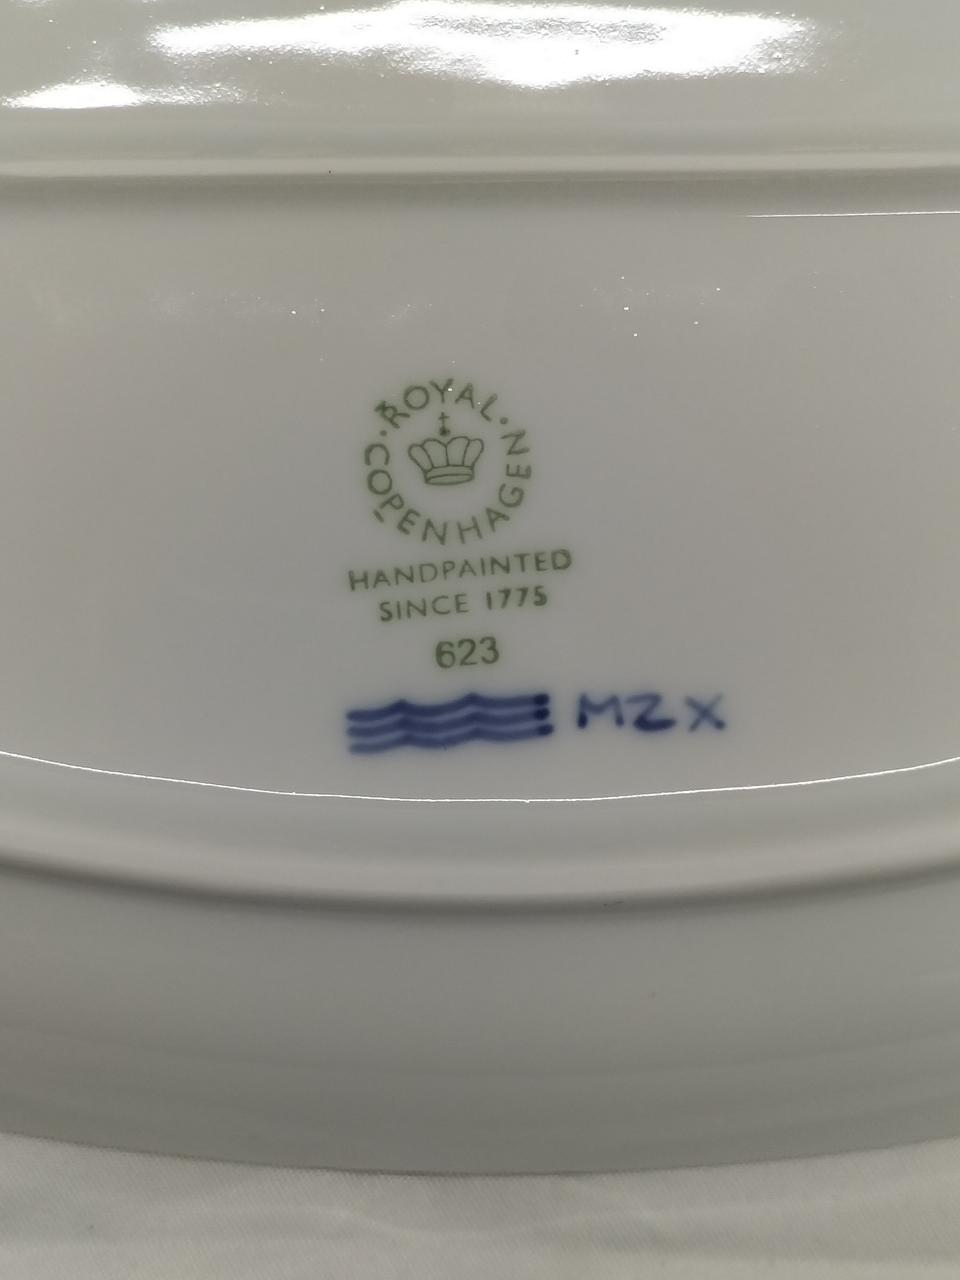 ROYAL · COPENHAGEN ·
HANDPAINTED
SINCE 1775
623
MZX